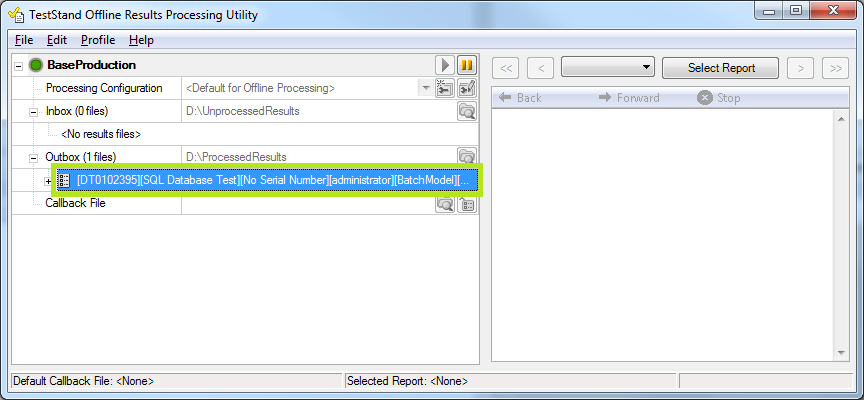 TestStand Offline Results Processing Utility
File Edit Profile Help
BaseProduction
<< < Select Report > >>
Processing Configuration <Default for Offline Processing>
Back Forward Stop
Inbox (0 files) D:\UnprocessedResults
<No results files>
Outbox (1 files) D:\ProcessedResults
[DT0102395][SQL Database Test][No Serial Number][administrator][BatchModel][...
Callback File
Default Callback File: <None> Selected Report: <None>